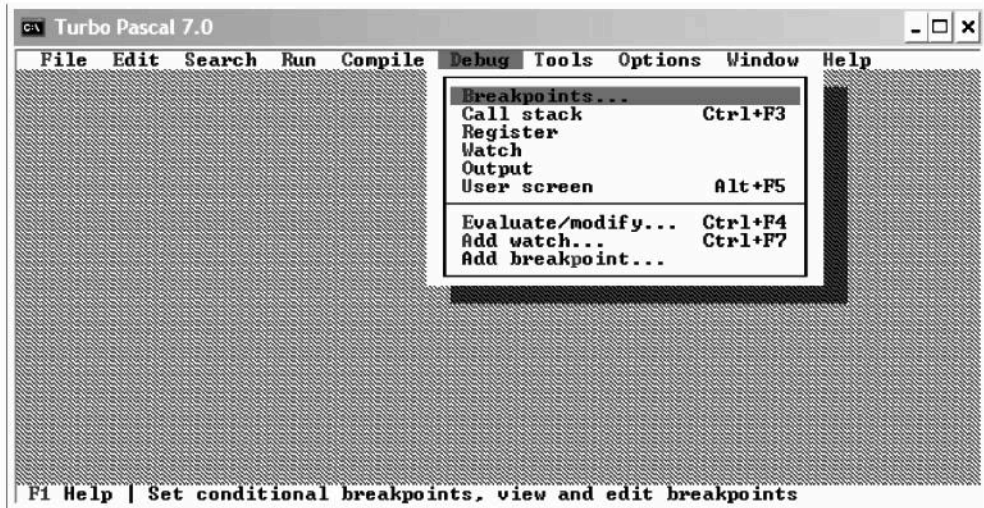 Turbo Pascal 7.0
File Edit Search Run Compile Debug Tools Options Window Help
Breakpoints...
Call stack Ctrl+F3
Register
Watch
Output
User screen Alt+F5
Evaluate/modify... Ctrl+F4
Add watch... Ctrl+F7
Add breakpoint...
F1 Help | Set conditional breakpoints, view and edit breakpoints